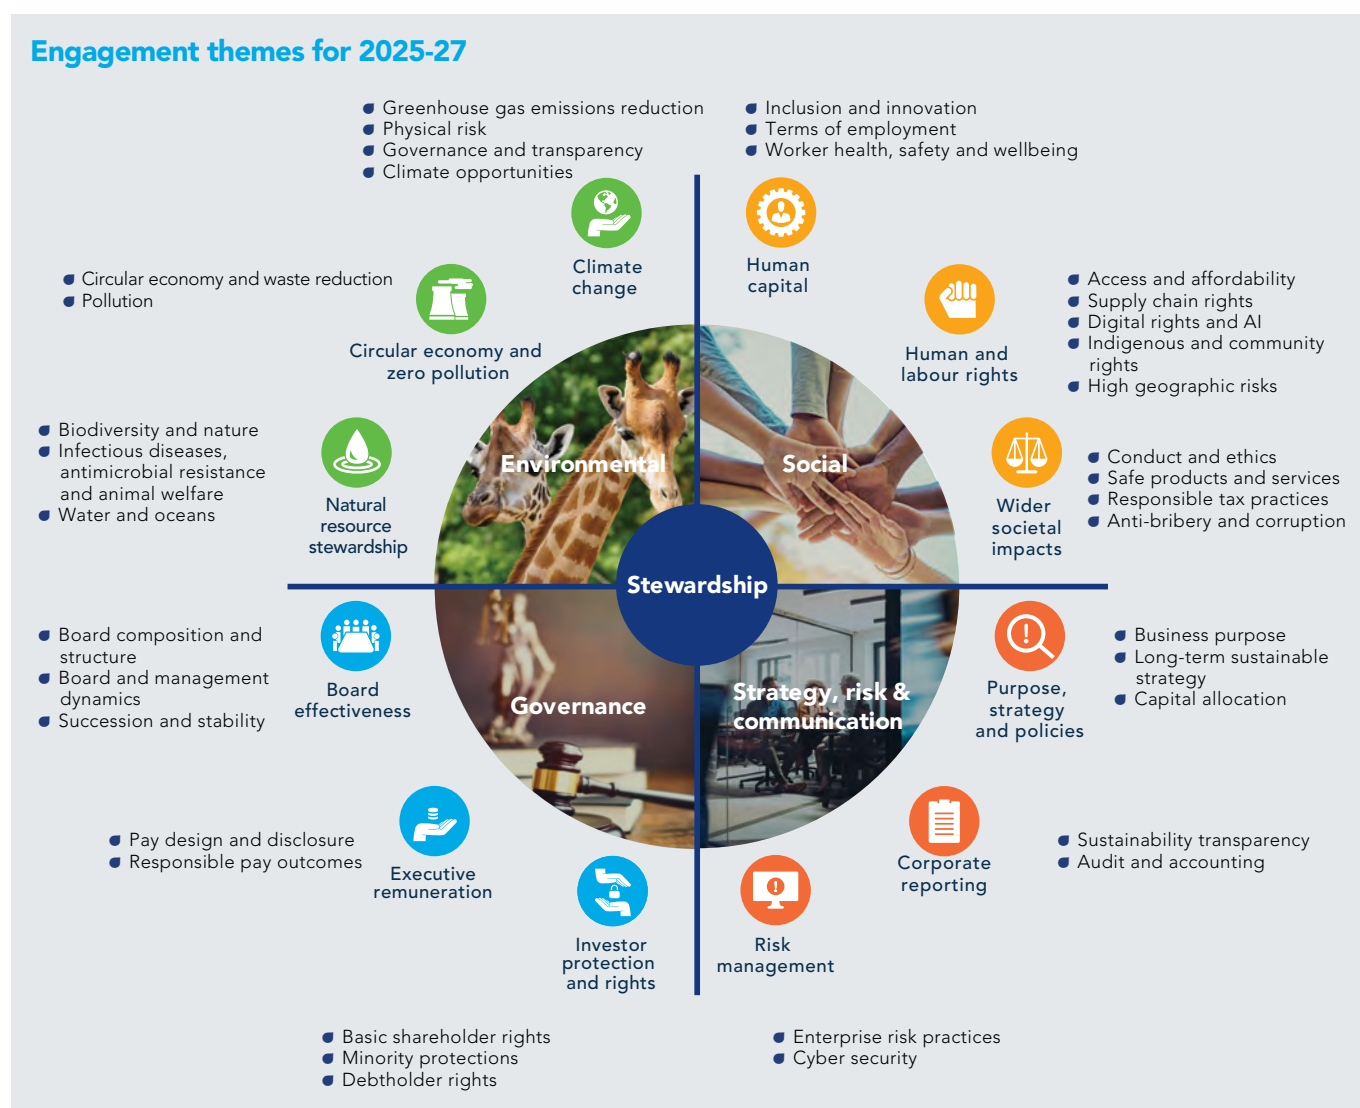 Engagement themes for 2025-27
Greenhouse gas emissions reduction
Physical risk
Governance and transparency
Climate opportunities
Climate
change
Inclusion and innovation
Terms of employment
Worker health, safety and wellbeing
Human
capital
Circular economy and waste reduction
Pollution
Circular economy and
zero pollution
Human and
labour rights
Access and affordability
Supply chain rights
Digital rights and AI
Indigenous and community
rights
High geographic risks
Biodiversity and nature
Infectious diseases,
antimicrobial resistance
and animal welfare
Water and oceans
Natural
resource
stewardship
Environmental
Social
Wider
societal
impacts
Conduct and ethics
Safe products and services
Responsible tax practices
Anti-bribery and corruption
Stewardship
Board composition and
structure
Board and management
dynamics
Succession and stability
Board
effectiveness
Governance
Strategy, risk &
communication
Purpose,
strategy
and policies
Business purpose
Long-term sustainable
strategy
Capital allocation
Pay design and disclosure
Responsible pay outcomes
Executive
remuneration
Corporate
reporting
Sustainability transparency
Audit and accounting
Investor
protection
and rights
Risk
management
Basic shareholder rights
Minority protections
Debtholder rights
Enterprise risk practices
Cyber security